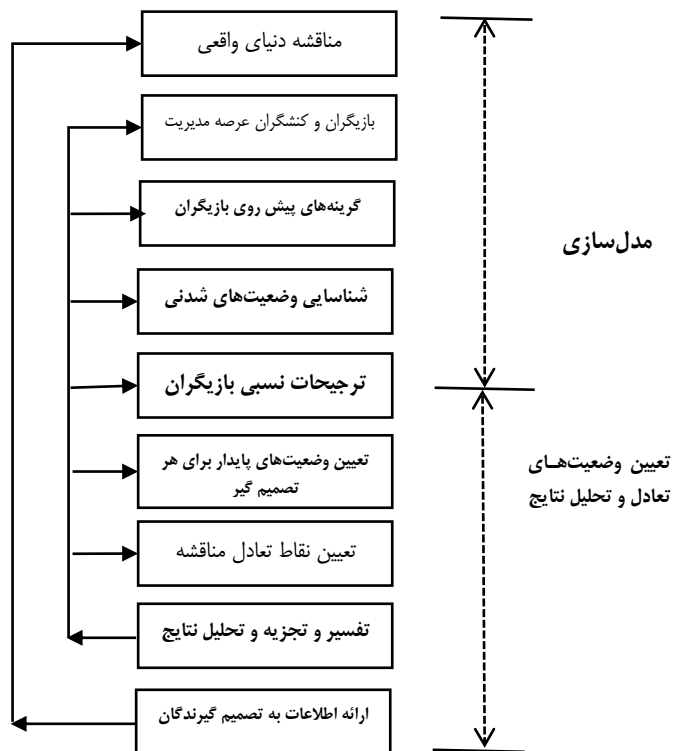 مناقشه دنیای واقعی
بازیگران و کنشگران عرصه مدیریت
گزینه‌های پیش روی بازیگران
شناسایی وضعیت‌های شدنی
ترجیحات نسبی بازیگران
تعیین وضعیت‌های پایدار برای هر
تصمیم گیر
تعیین نقاط تعادل مناقشه
تفسیر و تجزیه و تحلیل نتایج
ارائه اطلاعات به تصمیم گیرندگان
مدل‌سازی
تعیین وضعیت‌هـای
تعادل و تحلیل نتایج